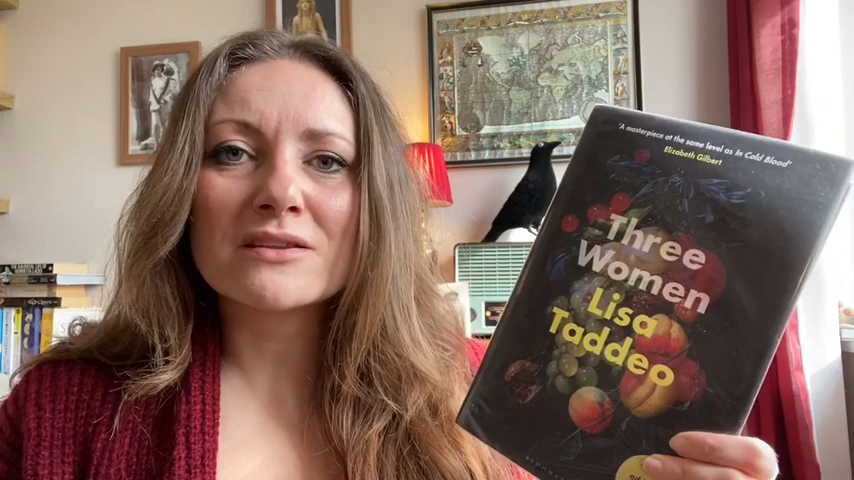 'A masterpiece at the same level as In Cold Blood'
Elizabeth Gilbert
Three
Women
Lisa
Taddeo